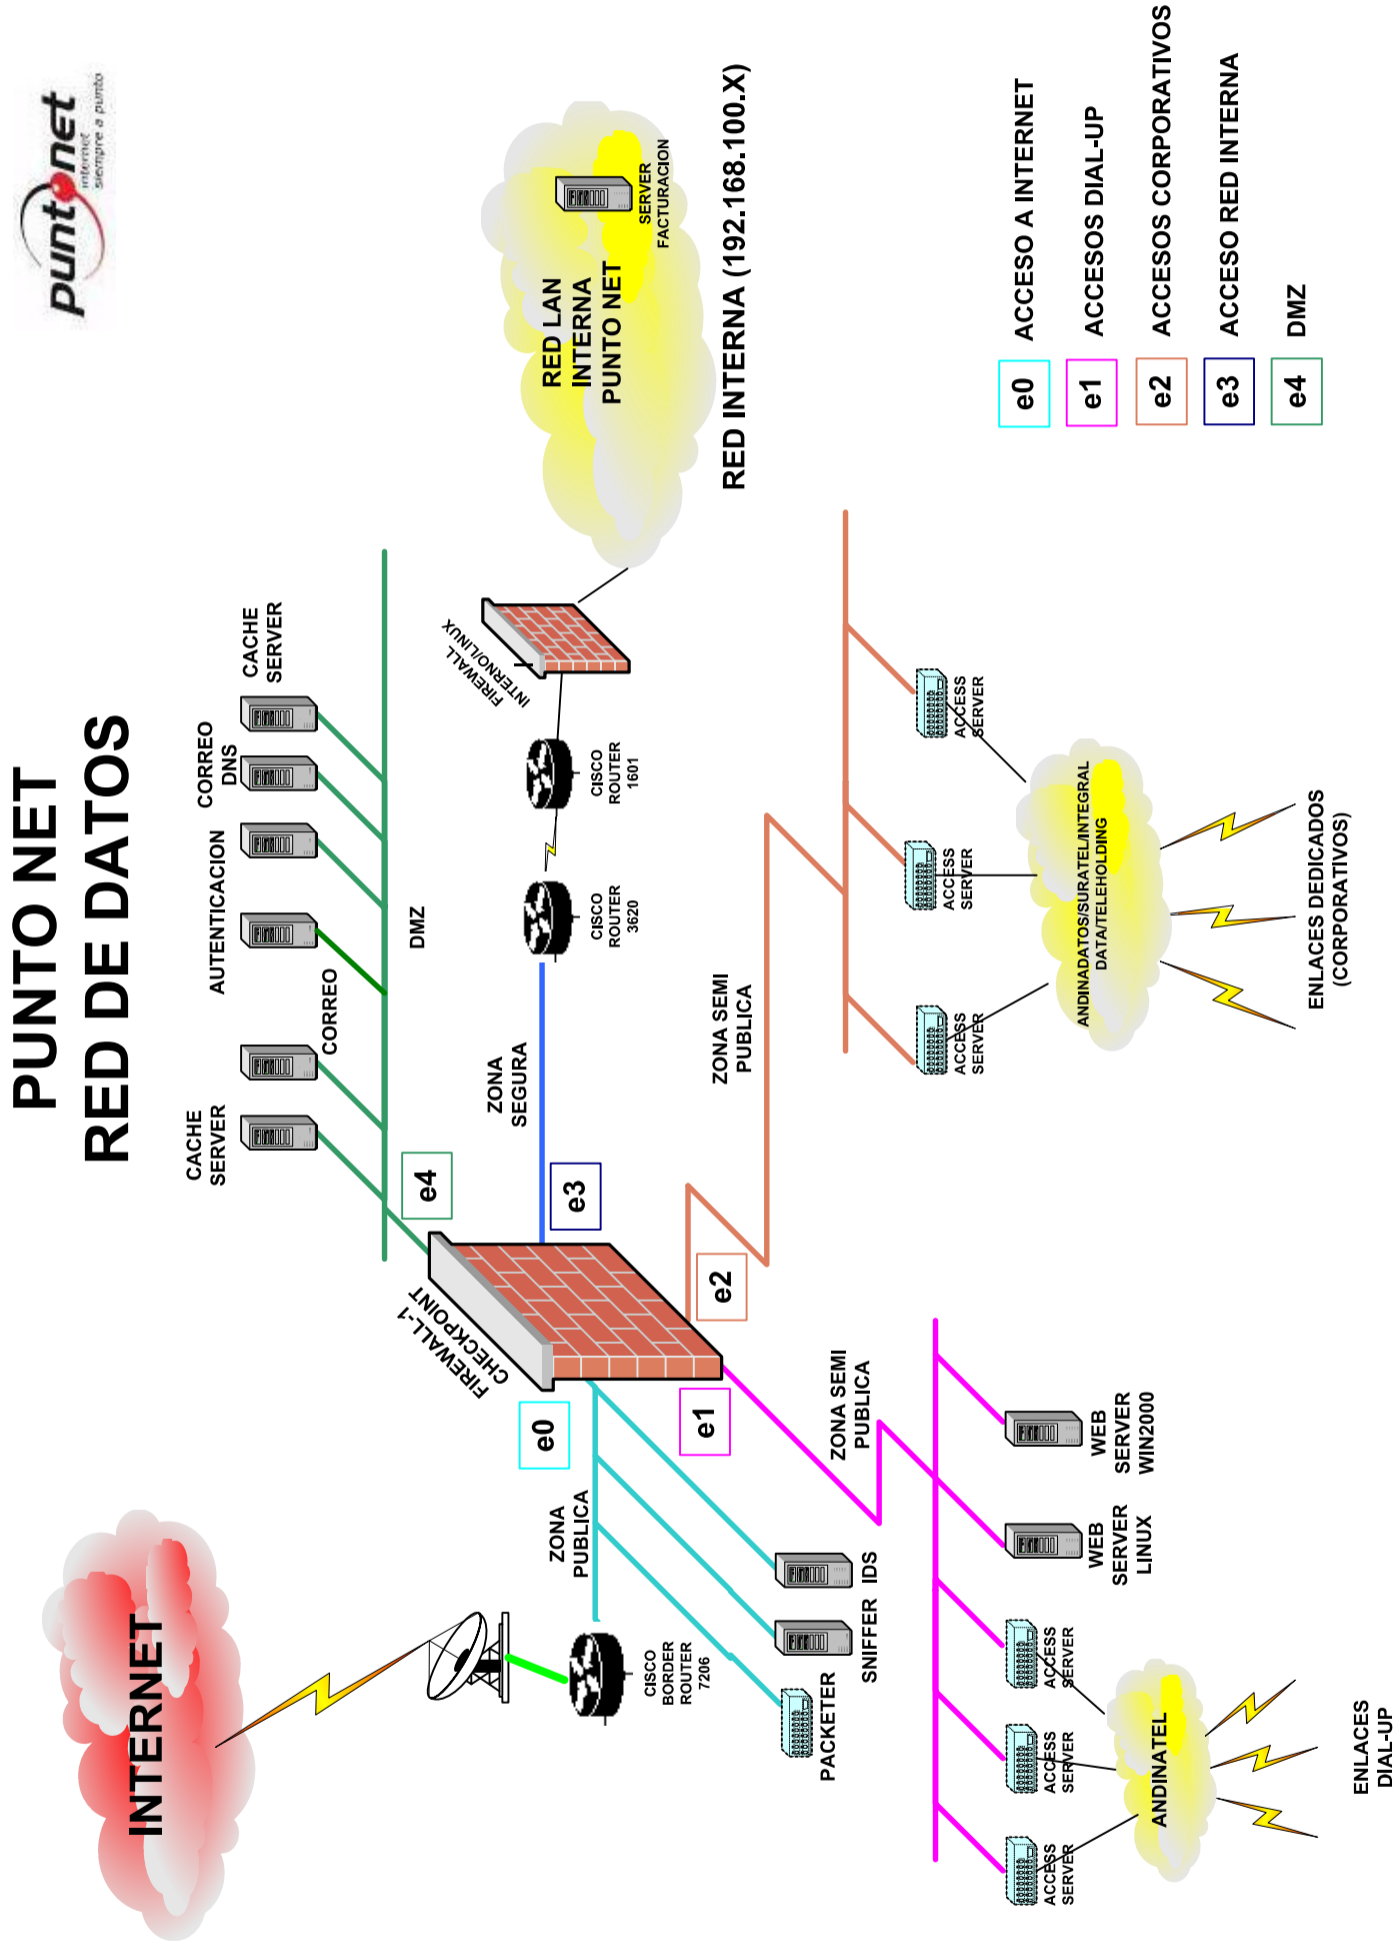 PUNTO NET
RED DE DATOS
puntonet
internet
siempre a punto
INTERNET
CISCO
BORDER
ROUTER
7206
ZONA
PUBLICA
PACKETER
SNIFFER
IDS
e0
FIREWALL-1
CHECKPOINT
e1
e2
e3
e4
CACHE
SERVER
CORREO
AUTENTICACION
CORREO
DNS
CACHE
SERVER
DMZ
ZONA
SEGURA
CISCO
ROUTER
3620
CISCO
ROUTER
1601
FIREWALL
INTERNO/LINUX
RED LAN
INTERNA
PUNTO NET
SERVER
FACTURACION
RED INTERNA (192.168.100.X)
ZONA SEMI
PUBLICA
ACCESS
SERVER
ACCESS
SERVER
ACCESS
SERVER
ANDINADATOS/SURATEL/INTEGRAL
DATA/TELEHOLDING
ENLACES DEDICADOS
(CORPORATIVOS)
ZONA SEMI
PUBLICA
ACCESS
SERVER
ACCESS
SERVER
ACCESS
SERVER
WEB
SERVER
LINUX
WEB
SERVER
WIN2000
ANDINATEL
ENLACES
DIAL-UP
e0 ACCESO A INTERNET
e1 ACCESOS DIAL-UP
e2 ACCESOS CORPORATIVOS
e3 ACCESO RED INTERNA
e4 DMZ